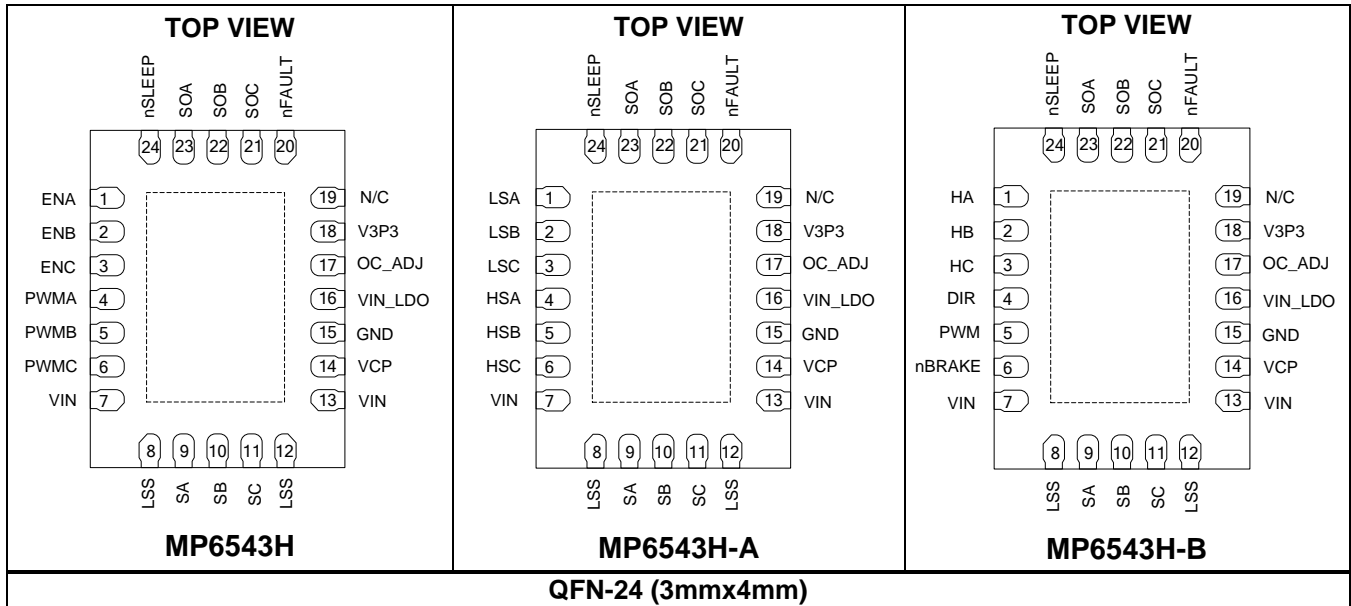 TOP VIEW
nSLEEP SOA SOB SOC nFAULT
24 23 22 21 20
ENA 1 19 N/C
ENB 2 18 V3P3
ENC 3 17 OC_ADJ
PWMA 4 16 VIN_LDO
PWMB 5 15 GND
PWMC 6 14 VCP
VIN 7 13 VIN
8 9 10 11 12
LSS SA SB SC LSS
MP6543H
TOP VIEW
nSLEEP SOA SOB SOC nFAULT
24 23 22 21 20
LSA 1 19 N/C
LSB 2 18 V3P3
LSC 3 17 OC_ADJ
HSA 4 16 VIN_LDO
HSB 5 15 GND
HSC 6 14 VCP
VIN 7 13 VIN
8 9 10 11 12
LSS SA SB SC LSS
MP6543H-A
TOP VIEW
nSLEEP SOA SOB SOC nFAULT
24 23 22 21 20
HA 1 19 N/C
HB 2 18 V3P3
HC 3 17 OC_ADJ
DIR 4 16 VIN_LDO
PWM 5 15 GND
nBRAKE 6 14 VCP
VIN 7 13 VIN
8 9 10 11 12
LSS SA SB SC LSS
MP6543H-B
QFN-24 (3mmx4mm)